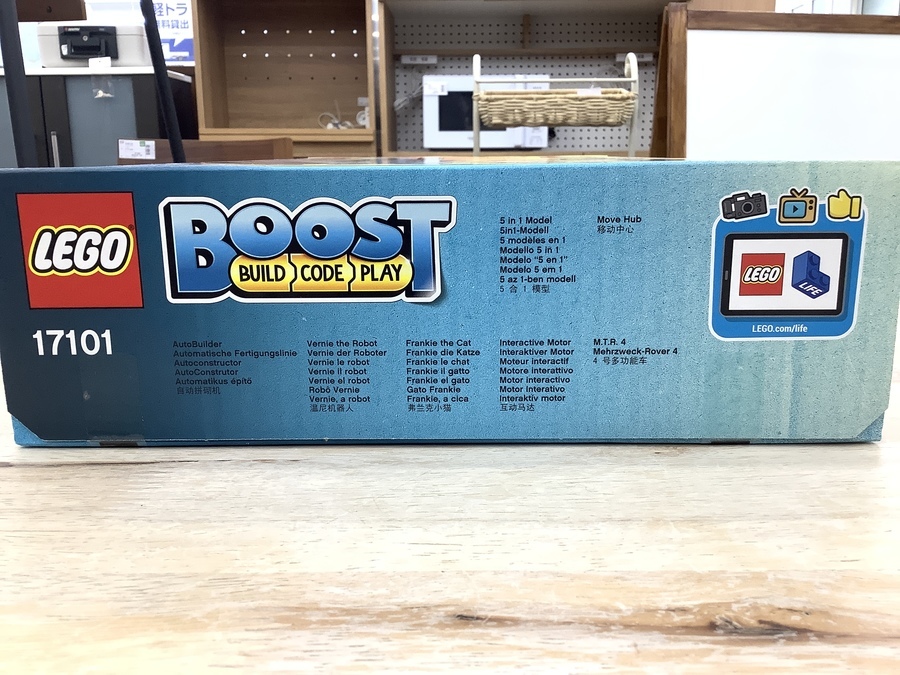 軽トラ
LEGO
BOOST
BUILD CODE PLAY
17101
5 in 1 Model
5in1-Modell
5 modèles en 1
Modello 5 in 1
Modelo "5 en 1"
Modelo 5 em 1
5 az 1-ben modell
5 合 1 模型
Move Hub
移动中心
LEGO
LIFE
LEGO.com/life
AutoBuilder
Automatische Fertigungslinie
Autoconstructor
AutoConstrutor
Automatikus építő
自动拼砌机
Vernie the Robot
Vernie der Roboter
Vernie le robot
Vernie il robot
Vernie el robot
Robô Vernie
Vernie, a robot
温尼机器人
Frankie the Cat
Frankie die Katze
Frankie le chat
Frankie il gatto
Frankie el gato
Gato Frankie
Frankie, a cica
弗兰克小猫
Interactive Motor
Interaktiver Motor
Moteur interactif
Motore interattivo
Motor interactivo
Motor interativo
Interaktív motor
互动马达
M.T.R. 4
Mehrzweck-Rover 4
4 号多功能车